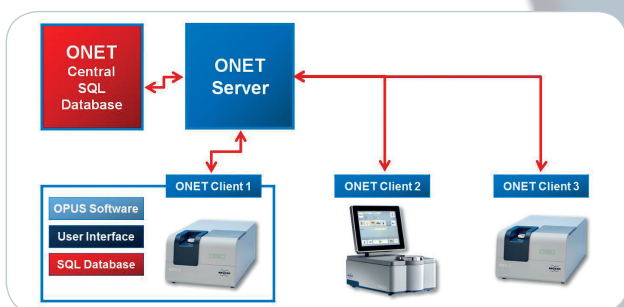 ONET
Central
SQL
Database
ONET
Server
ONET Client 1
ONET Client 2
ONET Client 3
OPUS Software
User Interface
SQL Database